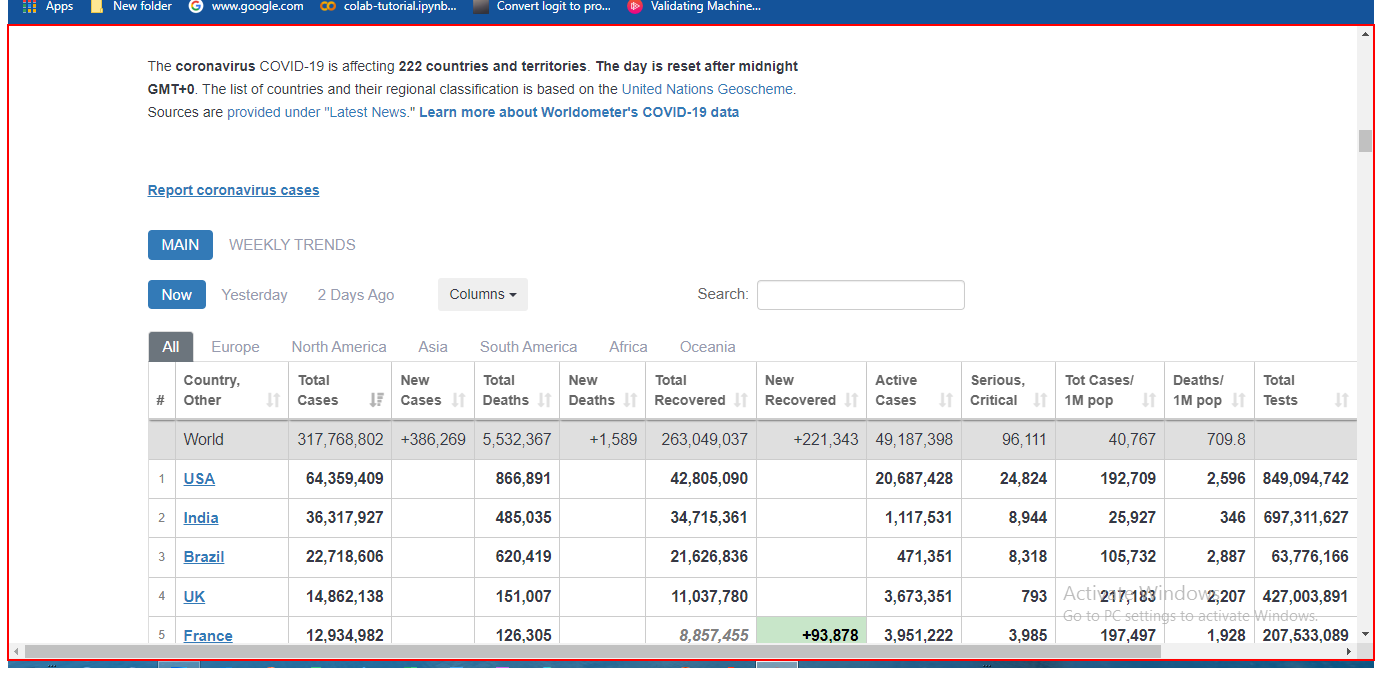 Apps New folder www.google.com colab-tutorial.ipynb... Convert logit to pro... Validating Machine...
The coronavirus COVID-19 is affecting 222 countries and territories. The day is reset after midnight
GMT+0. The list of countries and their regional classification is based on the United Nations Geoscheme.
Sources are provided under "Latest News." Learn more about Worldometer's COVID-19 data
Report coronavirus cases
MAIN WEEKLY TRENDS
Now Yesterday 2 Days Ago Columns Search:
All Europe North America Asia South America Africa Oceania
Country, Total New Total New Total New Active Serious, Tot Cases/ Deaths/ Total
# Other Cases Cases Deaths Deaths Recovered Recovered Cases Critical 1M pop 1M pop Tests
World 317,768,802 +386,269 5,532,367 +1,589 263,049,037 +221,343 49,187,398 96,111 40,767 709.8
1 USA 64,359,409 866,891 42,805,090 20,687,428 24,824 192,709 2,596 849,094,742
2 India 36,317,927 485,035 34,715,361 1,117,531 8,944 25,927 346 697,311,627
3 Brazil 22,718,606 620,419 21,626,836 471,351 8,318 105,732 2,887 63,776,166
4 UK 14,862,138 151,007 11,037,780 3,673,351 793 217,183 2,207 427,003,891
Activate Windows
Go to PC settings to activate Windows.
5 France 12,934,982 126,305 8,857,455 +93,878 3,951,222 3,985 197,497 1,928 207,533,089